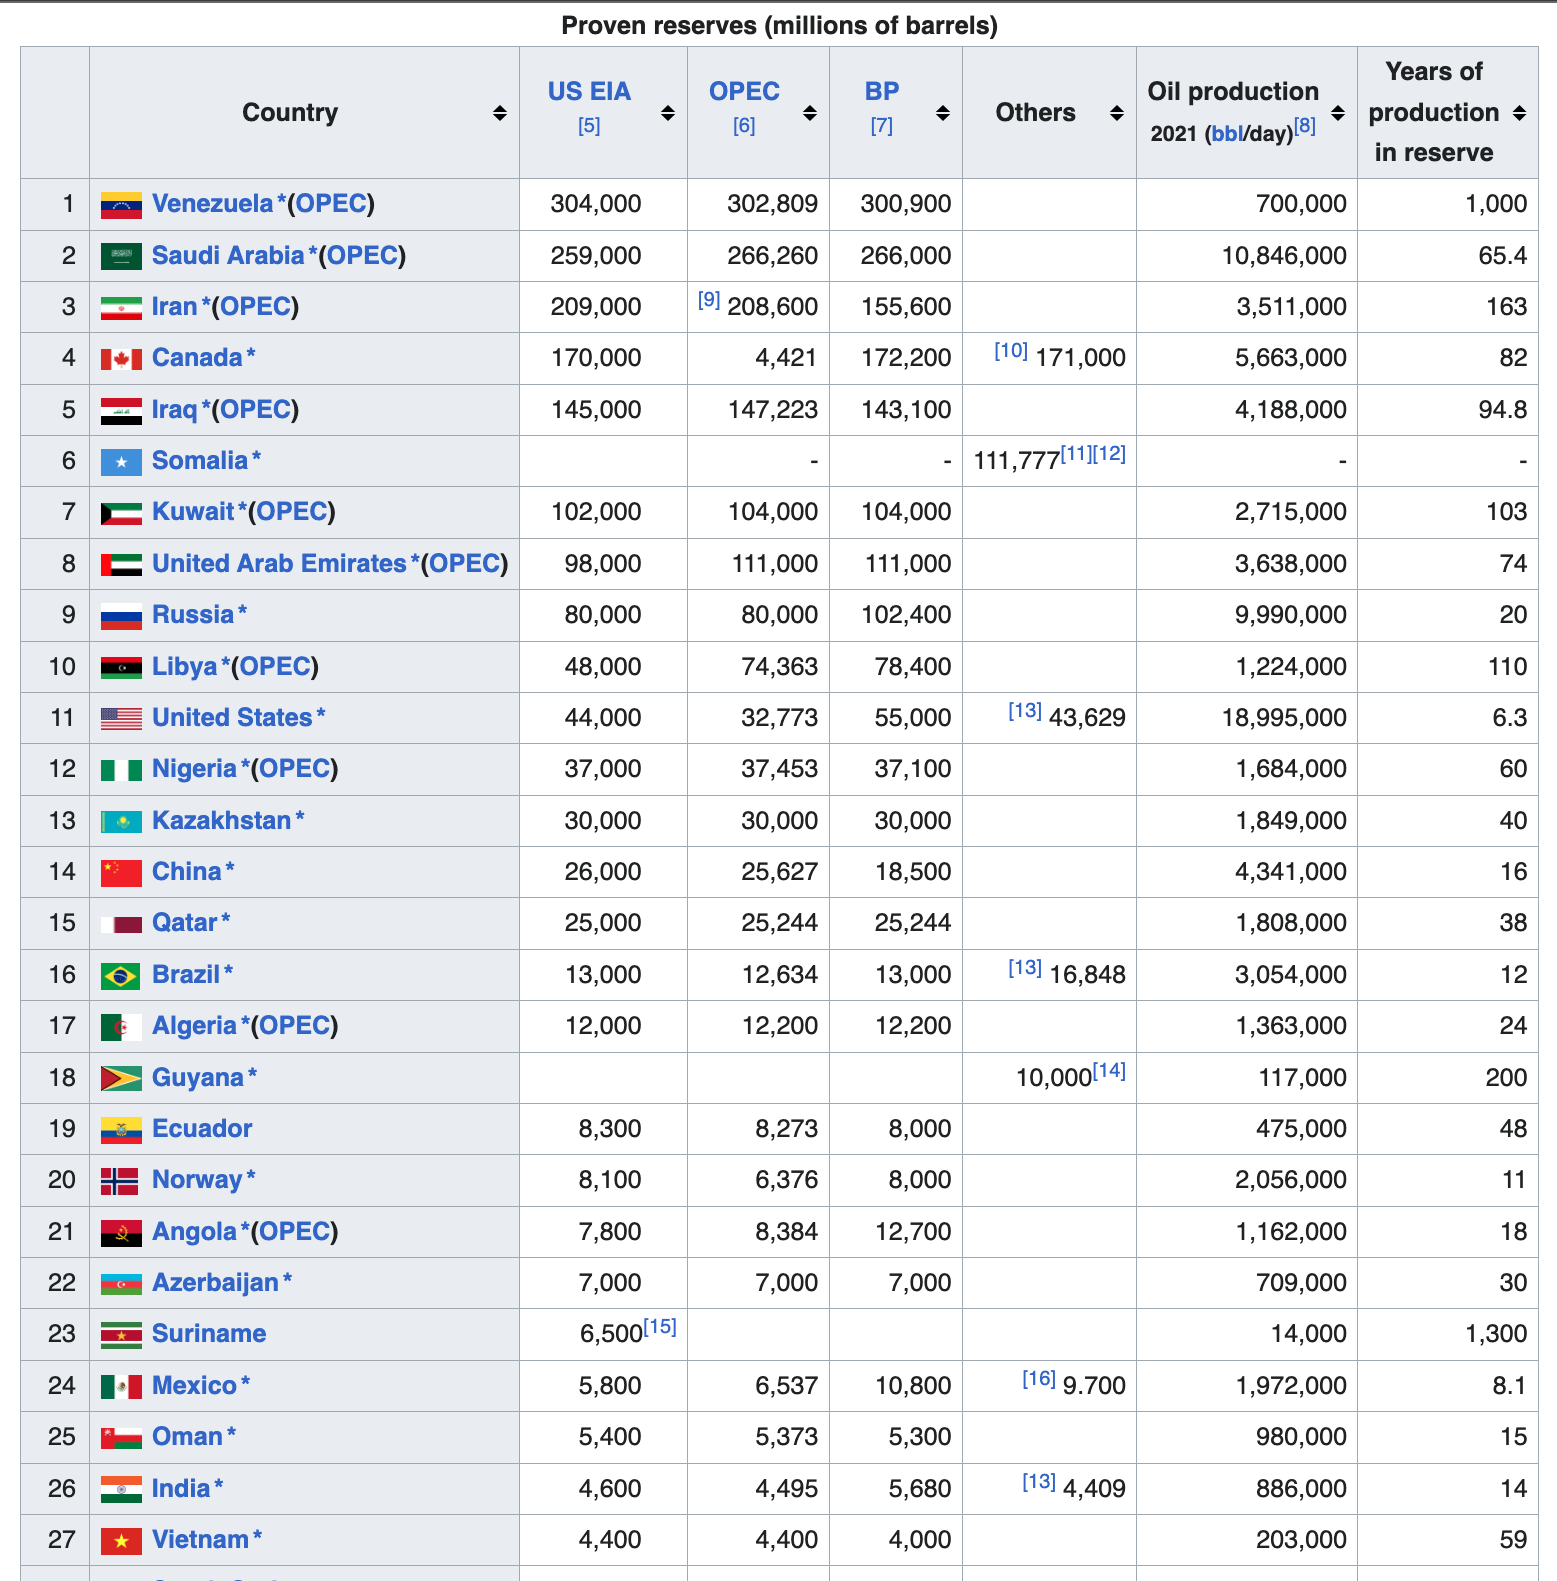 Proven reserves (millions of barrels)
Country US EIA [5] OPEC [6] BP [7] Others Oil production 2021 (bbl/day)[8] Years of production in reserve
1 Venezuela *(OPEC) 304,000 302,809 300,900 700,000 1,000
2 Saudi Arabia *(OPEC) 259,000 266,260 266,000 10,846,000 65.4
3 Iran *(OPEC) 209,000 [9] 208,600 155,600 3,511,000 163
4 Canada * 170,000 4,421 172,200 [10] 171,000 5,663,000 82
5 Iraq *(OPEC) 145,000 147,223 143,100 4,188,000 94.8
6 Somalia * - - 111,777[11][12] - -
7 Kuwait *(OPEC) 102,000 104,000 104,000 2,715,000 103
8 United Arab Emirates *(OPEC) 98,000 111,000 111,000 3,638,000 74
9 Russia * 80,000 80,000 102,400 9,990,000 20
10 Libya *(OPEC) 48,000 74,363 78,400 1,224,000 110
11 United States * 44,000 32,773 55,000 [13] 43,629 18,995,000 6.3
12 Nigeria *(OPEC) 37,000 37,453 37,100 1,684,000 60
13 Kazakhstan * 30,000 30,000 30,000 1,849,000 40
14 China * 26,000 25,627 18,500 4,341,000 16
15 Qatar * 25,000 25,244 25,244 1,808,000 38
16 Brazil * 13,000 12,634 13,000 [13] 16,848 3,054,000 12
17 Algeria *(OPEC) 12,000 12,200 12,200 1,363,000 24
18 Guyana * 10,000[14] 117,000 200
19 Ecuador 8,300 8,273 8,000 475,000 48
20 Norway * 8,100 6,376 8,000 2,056,000 11
21 Angola *(OPEC) 7,800 8,384 12,700 1,162,000 18
22 Azerbaijan * 7,000 7,000 7,000 709,000 30
23 Suriname 6,500[15] 14,000 1,300
24 Mexico * 5,800 6,537 10,800 [16] 9.700 1,972,000 8.1
25 Oman * 5,400 5,373 5,300 980,000 15
26 India * 4,600 4,495 5,680 [13] 4,409 886,000 14
27 Vietnam * 4,400 4,400 4,000 203,000 59